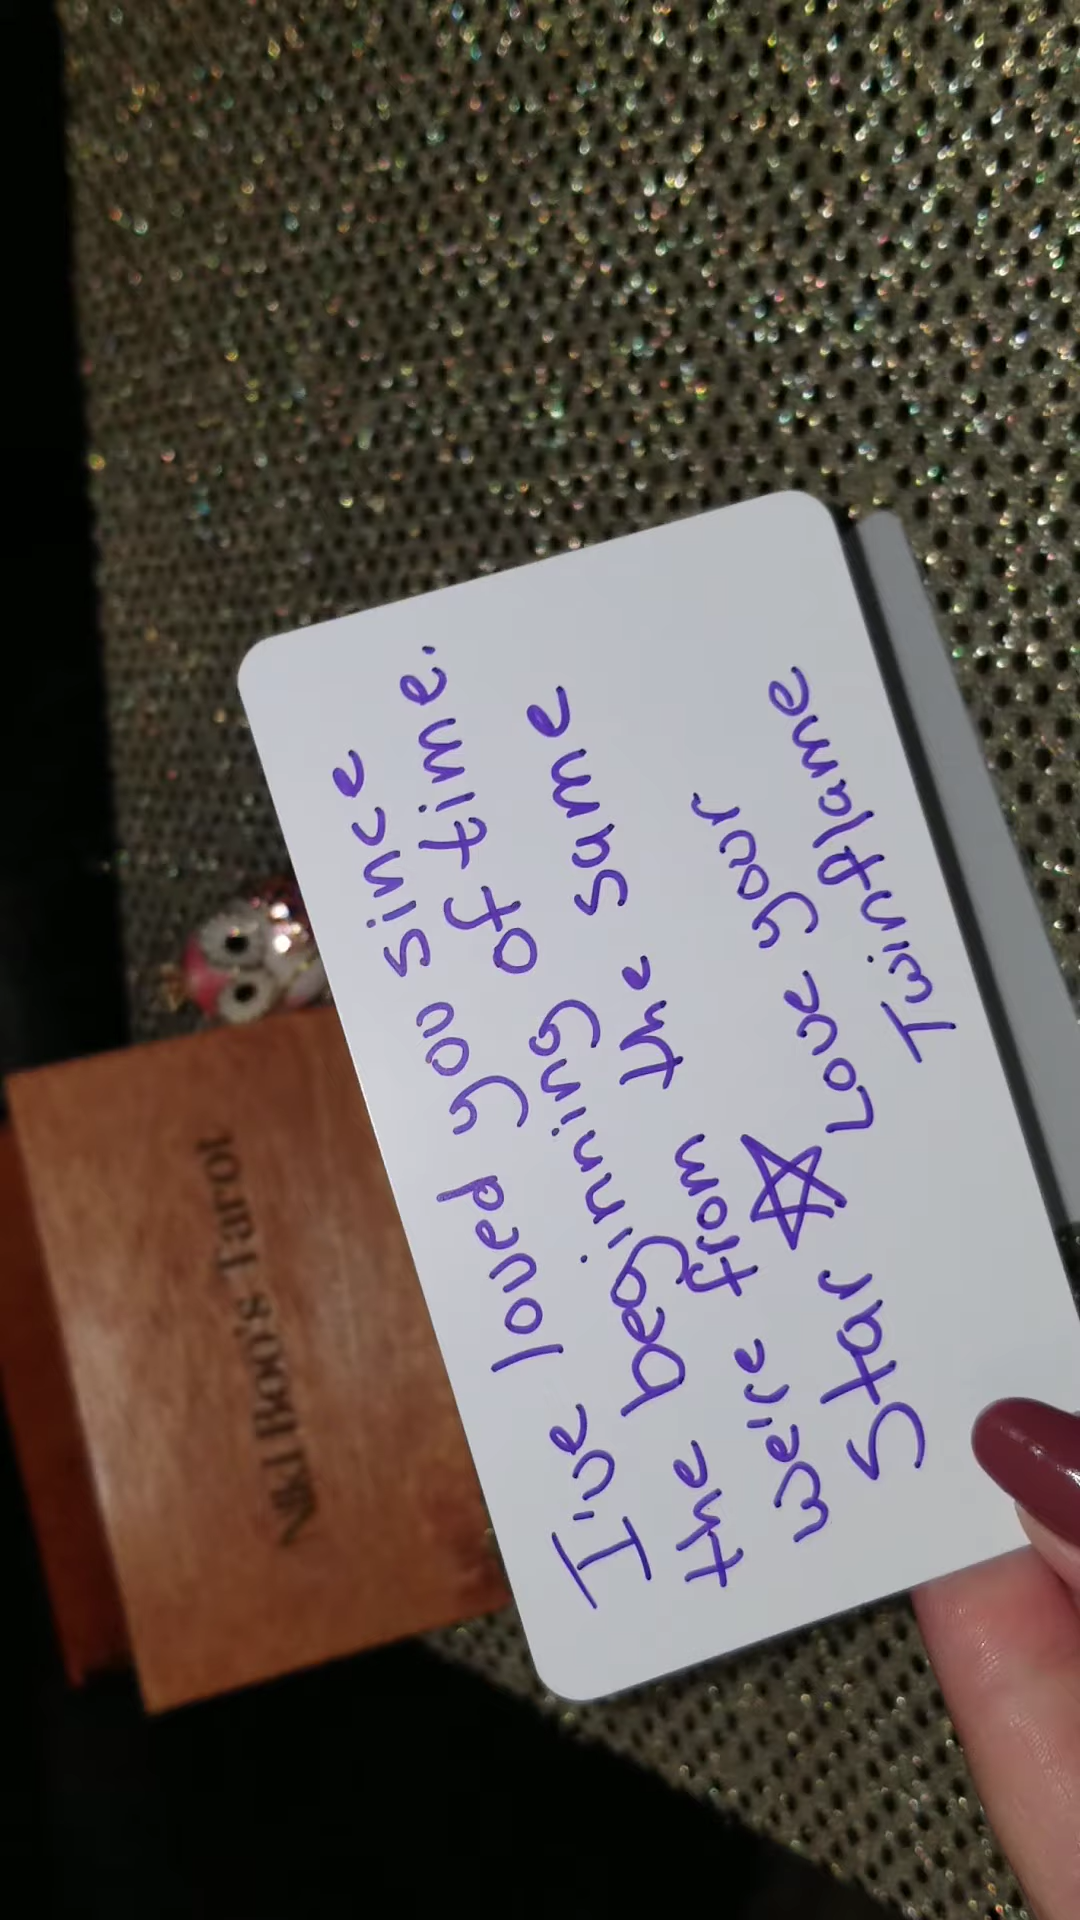 I've loved you since
the beginning of time.
we're from the same
Star ☆ Love your
Twinflame
NIKI HOO'S TAROT